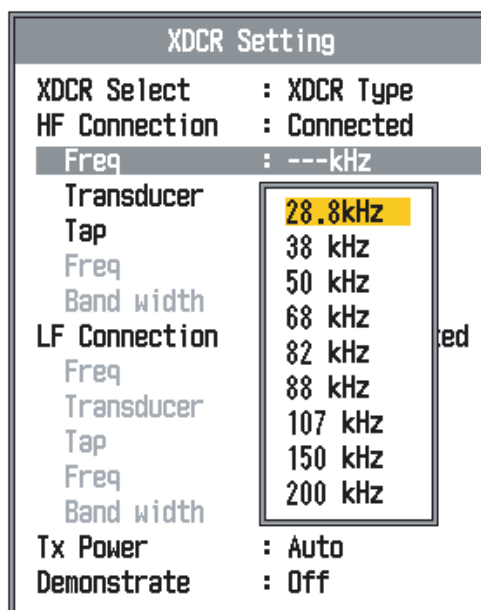 XDCR Setting
XDCR Select : XDCR Type
HF Connection : Connected
Freq : ---kHz
Transducer
28.8kHz
Tap
38 kHz
Freq
50 kHz
Band width
68 kHz
LF Connection ted
82 kHz
Freq
88 kHz
Transducer
107 kHz
Tap
150 kHz
Freq
200 kHz
Band width
Tx Power : Auto
Demonstrate : Off